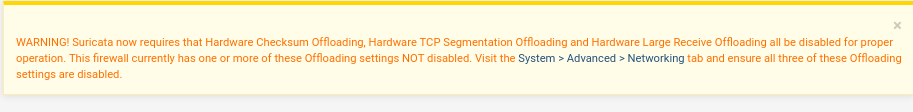 WARNING! Suricata now requires that Hardware Checksum Offloading, Hardware TCP Segmentation Offloading and Hardware Large Receive Offloading all be disabled for proper
operation. This firewall currently has one or more of these Offloading settings NOT disabled. Visit the System > Advanced > Networking tab and ensure all three of these Offloading
settings are disabled.